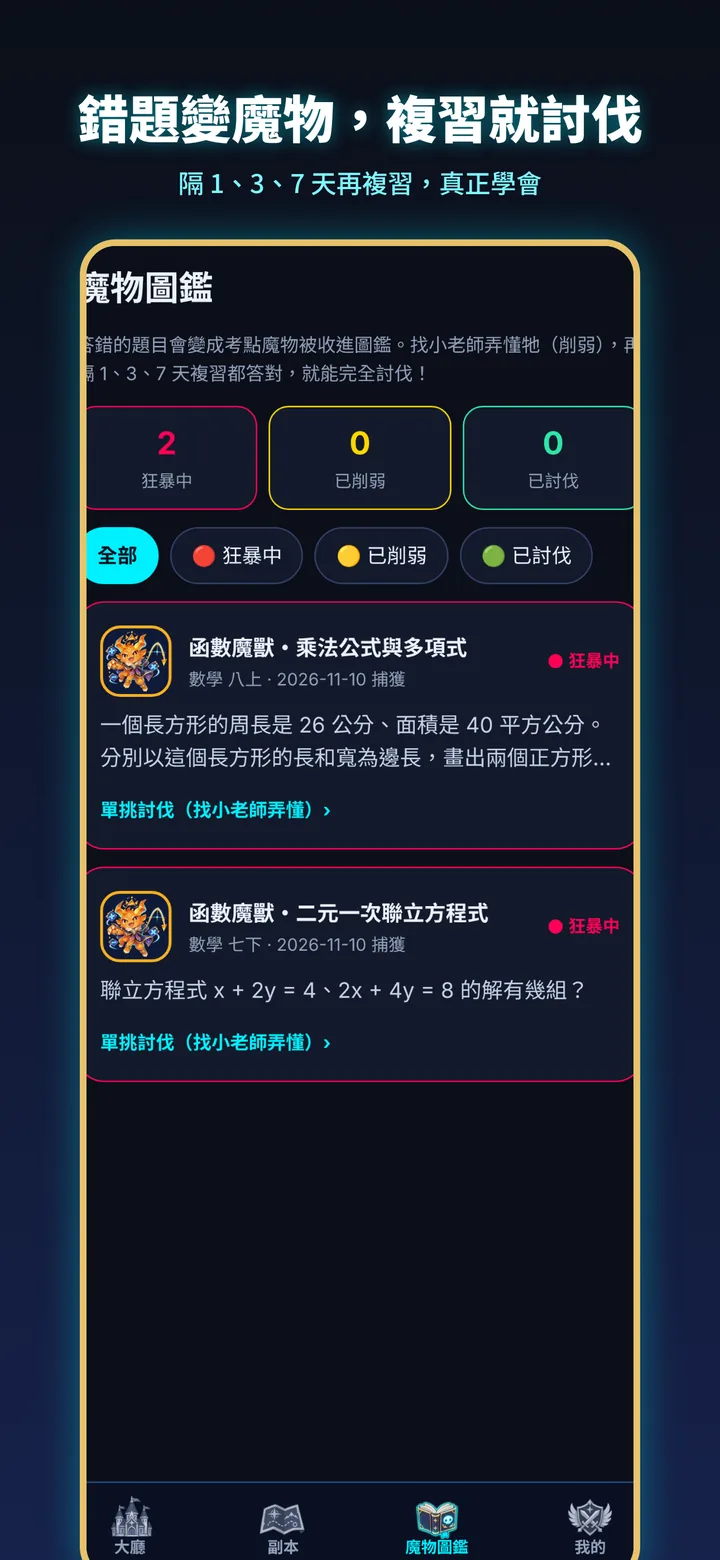 錯題變魔物，複習就討伐
隔 1、3、7 天再複習，真正學會
魔物圖鑑
答錯的題目會變成考點魔物被收進圖鑑。找小老師弄懂牠（削弱），再
隔 1、3、7 天複習都答對，就能完全討伐！
2
狂暴中
0
已削弱
0
已討伐
全部
狂暴中
已削弱
已討伐
函數魔獸・乘法公式與多項式
數學 八上 · 2026-11-10 捕獲
狂暴中
一個長方形的周長是 26 公分、面積是 40 平方公分。
分別以這個長方形的長和寬為邊長，畫出兩個正方形...
單挑討伐（找小老師弄懂）›
函數魔獸・二元一次聯立方程式
數學 七下 · 2026-11-10 捕獲
狂暴中
聯立方程式 x + 2y = 4、2x + 4y = 8 的解有幾組？
單挑討伐（找小老師弄懂）›
大廳
副本
魔物圖鑑
我的